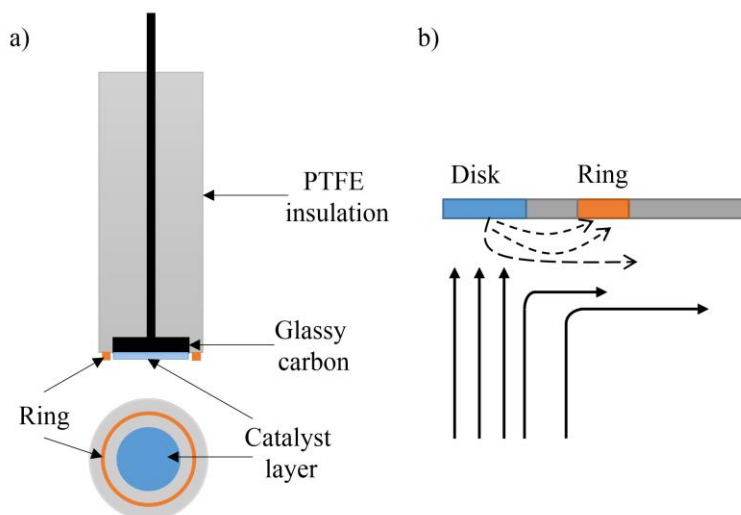 a)
PTFE
insulation
Glassy
carbon
Ring
Catalyst
layer
b)
Disk
Ring